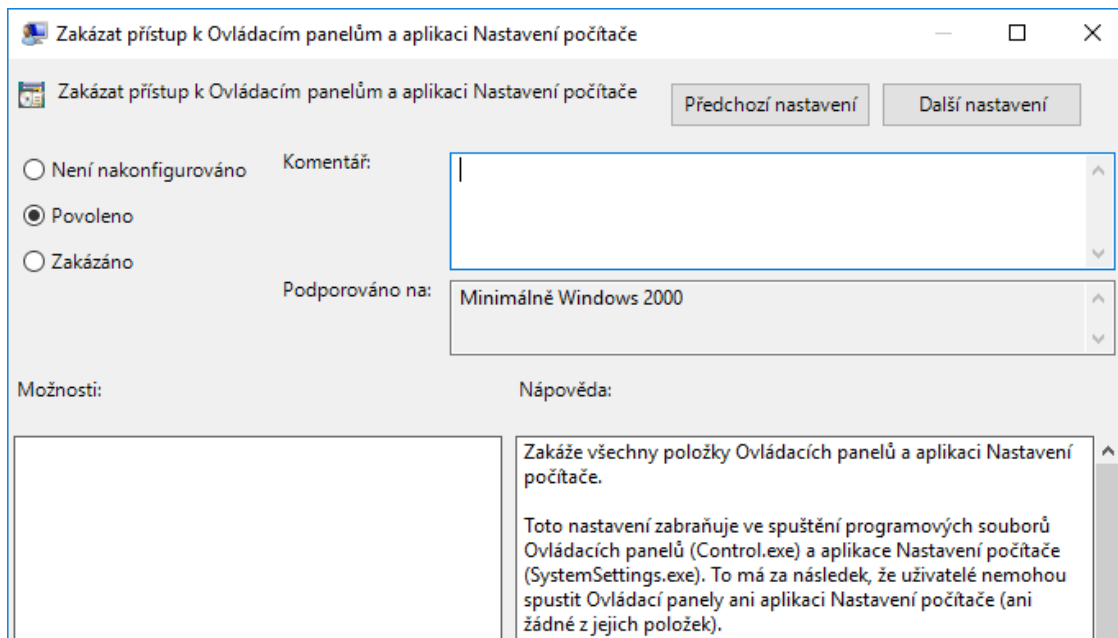 Zakázat přístup k Ovládacím panelům a aplikaci Nastavení počítače
Zakázat přístup k Ovládacím panelům a aplikaci Nastavení počítače
Předchozí nastavení
Další nastavení
Není nakonfigurováno
Povoleno
Zakázáno
Komentář:
Podporováno na:
Minimálně Windows 2000
Možnosti:
Nápověda:
Zakáže všechny položky Ovládacích panelů a aplikaci Nastavení
počítače.
Toto nastavení zabraňuje ve spuštění programových souborů
Ovládacích panelů (Control.exe) a aplikace Nastavení počítače
(SystemSettings.exe). To má za následek, že uživatelé nemohou
spustit Ovládací panely ani aplikaci Nastavení počítače (ani
žádné z jejich položek).